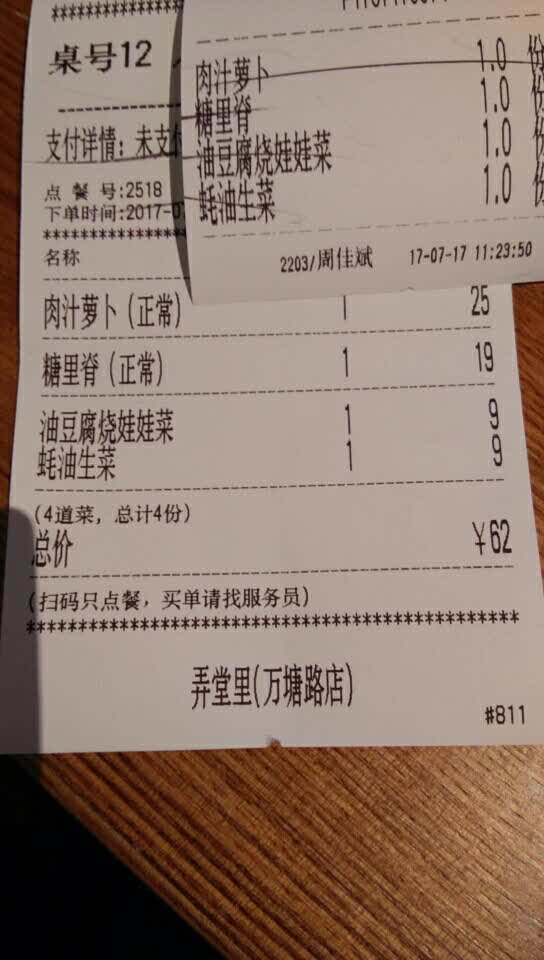 肉汁萝卜 1.0 份
糖里脊 1.0 份
油豆腐烧娃娃菜 1.0 份
蚝油生菜 1.0 份
2203/周佳斌 17-07-17 11:23:50
************
桌号12
支付详情: 未支付
点 餐 号:2518
下单时间:2017-0
************
名称
肉汁萝卜(正常) 1 25
糖里脊(正常) 1 19
油豆腐烧娃娃菜 1 9
蚝油生菜 1 9
(4道菜, 总计4份)
总价 ¥62
(扫码只点餐, 买单请找服务员)
************************************************
弄堂里(万塘路店)
#811